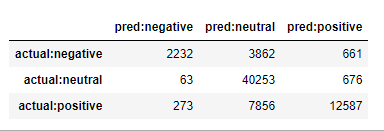 pred:negative pred:neutral pred:positive
actual:negative 2232 3862 661
actual:neutral 63 40253 676
actual:positive 273 7856 12587